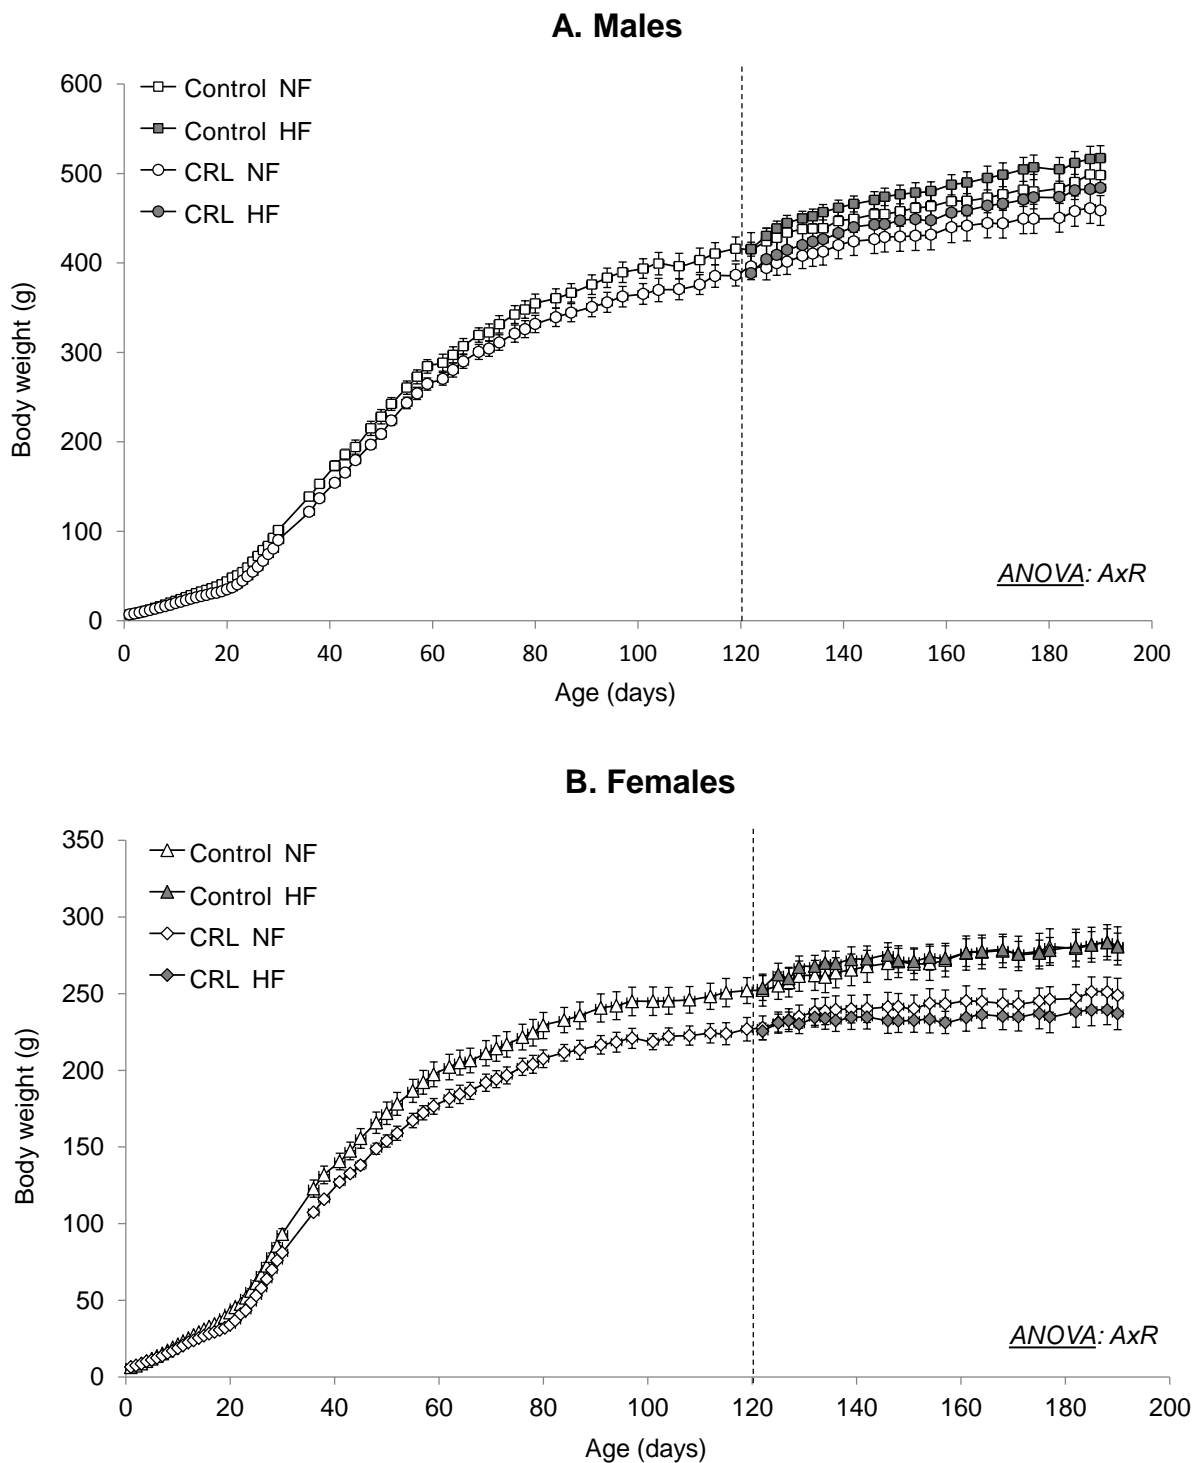 A. Males
600
500
400
300
200
100
0
Body weight (g)
Control NF
Control HF
CRL NF
CRL HF
ANOVA: AxR
0 20 40 60 80 100 120 140 160 180 200
Age (days)
B. Females
350
300
250
200
150
100
50
0
Body weight (g)
Control NF
Control HF
CRL NF
CRL HF
ANOVA: AxR
0 20 40 60 80 100 120 140 160 180 200
Age (days)